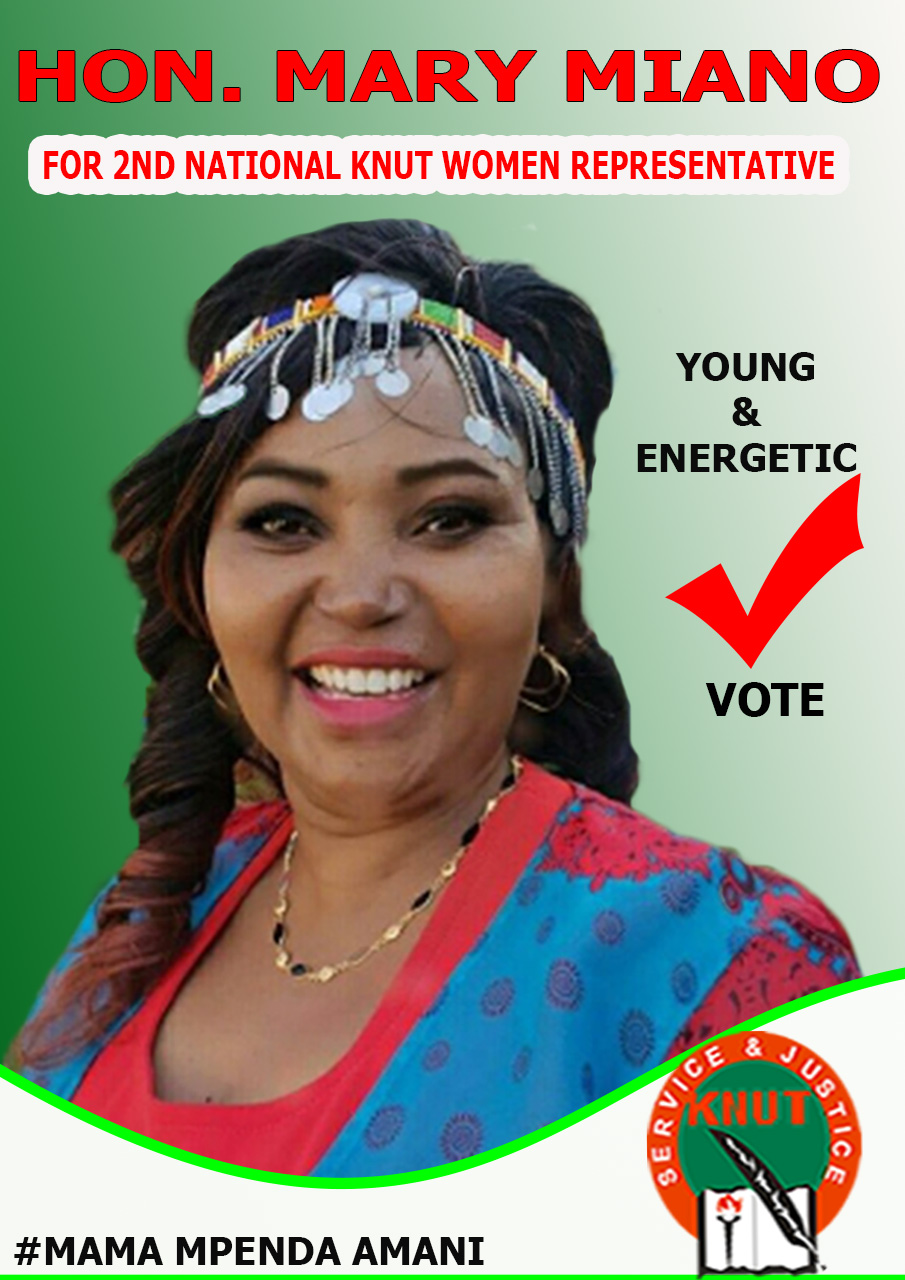 HON. MARY MIANO
FOR 2ND NATIONAL KNUT WOMEN REPRESENTATIVE
YOUNG
&
ENERGETIC
VOTE
SERVICE & JUSTICE
KNUT
#MAMA MPENDA AMANI